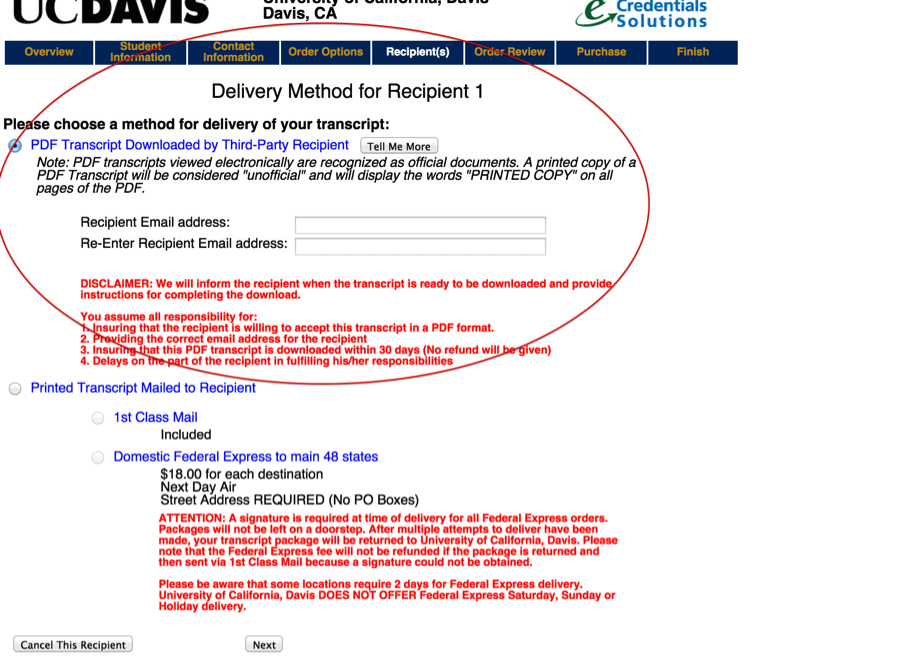 UCDAVIS
University of California, Davis
Davis, CA
Credentials
Solutions
Overview
Student
Information
Contact
Information
Order Options
Recipient(s)
Order Review
Purchase
Finish
Delivery Method for Recipient 1
Please choose a method for delivery of your transcript:
PDF Transcript Downloaded by Third-Party Recipient Tell Me More
Note: PDF transcripts viewed electronically are recognized as official documents. A printed copy of a
PDF Transcript will be considered "unofficial" and will display the words "PRINTED COPY" on all
pages of the PDF.
Recipient Email address:
Re-Enter Recipient Email address:
DISCLAIMER: We will inform the recipient when the transcript is ready to be downloaded and provide
instructions for completing the download.
You assume all responsibility for:
1. Insuring that the recipient is willing to accept this transcript in a PDF format.
2. Providing the correct email address for the recipient
3. Insuring that this PDF transcript is downloaded within 30 days (No refund will be given)
4. Delays on the part of the recipient in fulfilling his/her responsibilities
Printed Transcript Mailed to Recipient
1st Class Mail
Included
Domestic Federal Express to main 48 states
$18.00 for each destination
Next Day Air
Street Address REQUIRED (No PO Boxes)
ATTENTION: A signature is required at time of delivery for all Federal Express orders.
Packages will not be left on a doorstep. After multiple attempts to deliver have been
made, your transcript package will be returned to University of California, Davis. Please
note that the Federal Express fee will not be refunded if the package is returned and
then sent via 1st Class Mail because a signature could not be obtained.
Please be aware that some locations require 2 days for Federal Express delivery.
University of California, Davis DOES NOT OFFER Federal Express Saturday, Sunday or
Holiday delivery.
Cancel This Recipient
Next